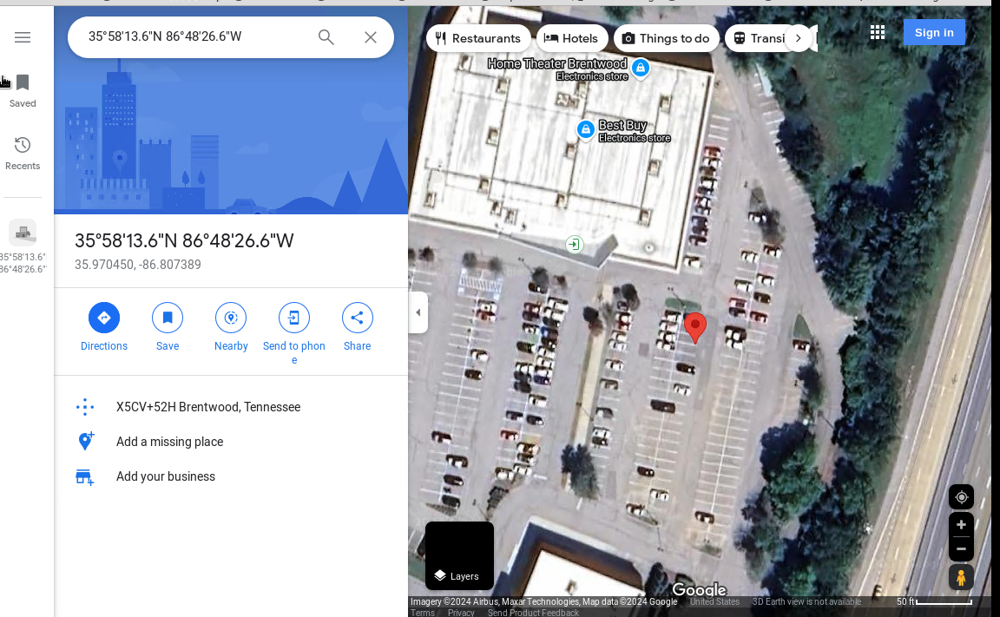 35°58'13.6"N 86°48'26.6"W
Restaurants
Hotels
Things to do
Transi
Sign in
Saved
Recents
35°58'13.6"
86°48'26.6"
35°58'13.6"N 86°48'26.6"W
35.970450, -86.807389
Directions
Save
Nearby
Send to phon
e
Share
X5CV+52H Brentwood, Tennessee
Add a missing place
Add your business
Home Theater Brentwood
Electronics store
Best Buy
Electronics store
Layers
Google
Imagery ©2024 Airbus, Maxar Technologies, Map data ©2024 Google United States 3D Earth view is not available 50 ft
Terms Privacy Send Product Feedback